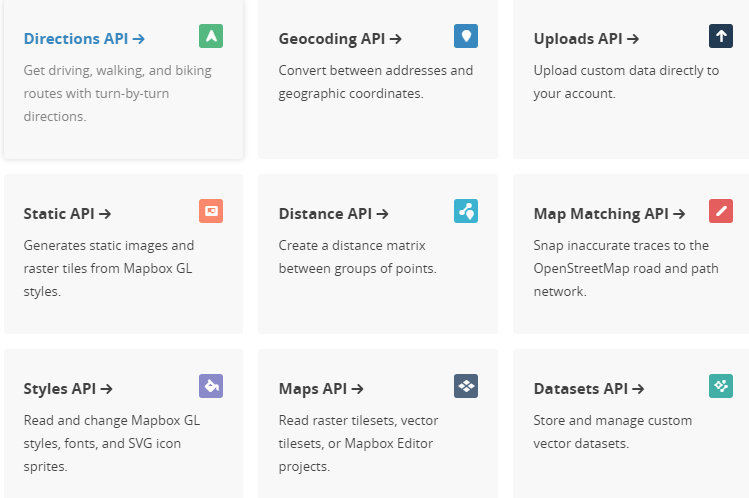 Directions API →
Get driving, walking, and biking
routes with turn-by-turn
directions.
Geocoding API →
Convert between addresses and
geographic coordinates.
Uploads API →
Upload custom data directly to
your account.
Static API →
Generates static images and
raster tiles from Mapbox GL
styles.
Distance API →
Create a distance matrix
between groups of points.
Map Matching API →
Snap inaccurate traces to the
OpenStreetMap road and path
network.
Styles API →
Read and change Mapbox GL
styles, fonts, and SVG icon
sprites.
Maps API →
Read raster tilesets, vector
tilesets, or Mapbox Editor
projects.
Datasets API →
Store and manage custom
vector datasets.